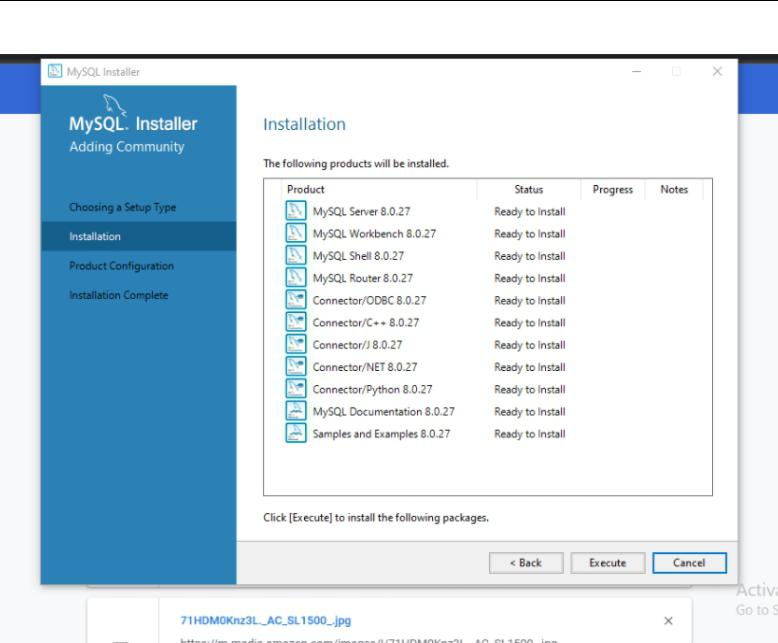 MySQL Installer
MySQL. Installer
Adding Community
Choosing a Setup Type
Installation
Product Configuration
Installation Complete
Installation
The following products will be installed.
Product Status Progress Notes
MySQL Server 8.0.27 Ready to Install
MySQL Workbench 8.0.27 Ready to Install
MySQL Shell 8.0.27 Ready to Install
MySQL Router 8.0.27 Ready to Install
Connector/ODBC 8.0.27 Ready to Install
Connector/C++ 8.0.27 Ready to Install
Connector/J 8.0.27 Ready to Install
Connector/NET 8.0.27 Ready to Install
Connector/Python 8.0.27 Ready to Install
MySQL Documentation 8.0.27 Ready to Install
Samples and Examples 8.0.27 Ready to Install
Click [Execute] to install the following packages.
< Back Execute Cancel
Activa
Go to S
71HDM0Knz3L._AC_SL1500_.jpg